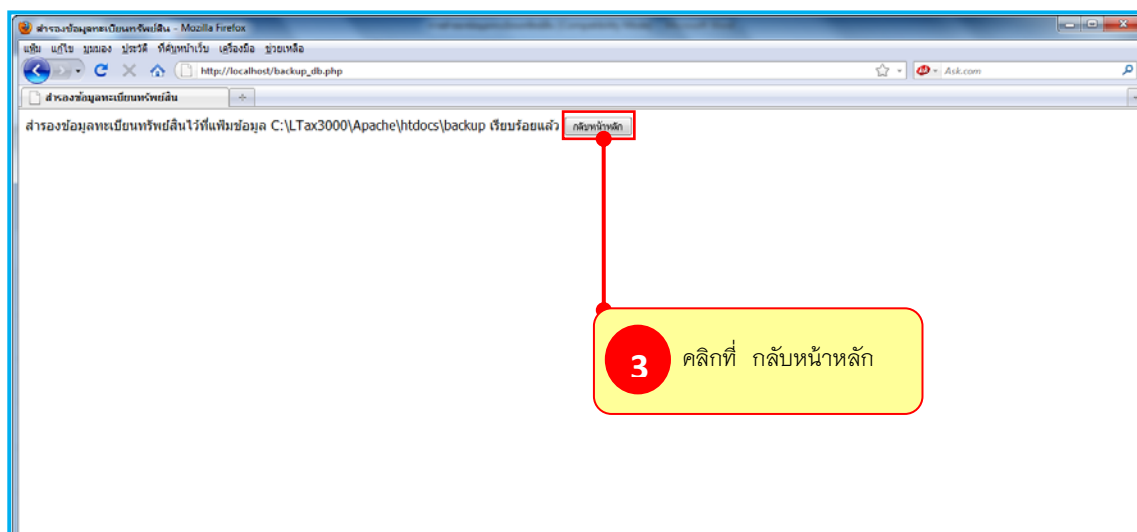 สำรองข้อมูลทะเบียนทรัพย์สิน - Mozilla Firefox
แฟ้ม แก้ไข มุมมอง ประวัติ ที่คั่นหน้าเว็บ เครื่องมือ ช่วยเหลือ
http://localhost/backup_db.php
Ask.com
สำรองข้อมูลทะเบียนทรัพย์สิน
สำรองข้อมูลทะเบียนทรัพย์สินไว้ที่แฟ้มข้อมูล C:\LTax3000\Apache\htdocs\backup เรียบร้อยแล้ว กลับหน้าหลัก
3 คลิกที่ กลับหน้าหลัก